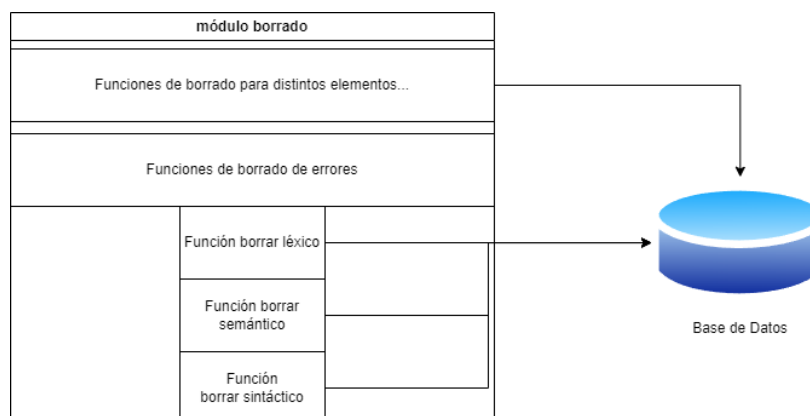 módulo borrado
Funciones de borrado para distintos elementos...
Funciones de borrado de errores
Función borrar léxico
Función borrar
semántico
Función
borrar sintáctico
Base de Datos